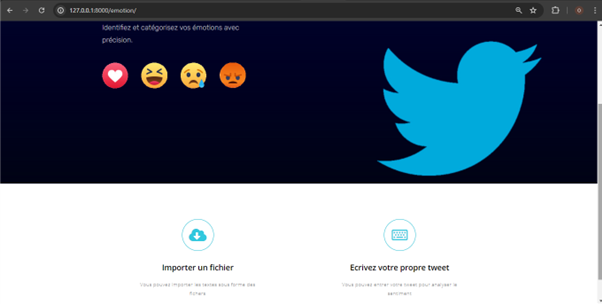 127.0.0.1:8000/emotion/
Identifiez et catégorisez vos émotions avec
précision.
Importer un fichier
Ecrivez votre propre tweet
Vous pouvez importer les textes sous forme des
fichiers
Vous pouvez entrer votre tweet pour analyser le
sentiment